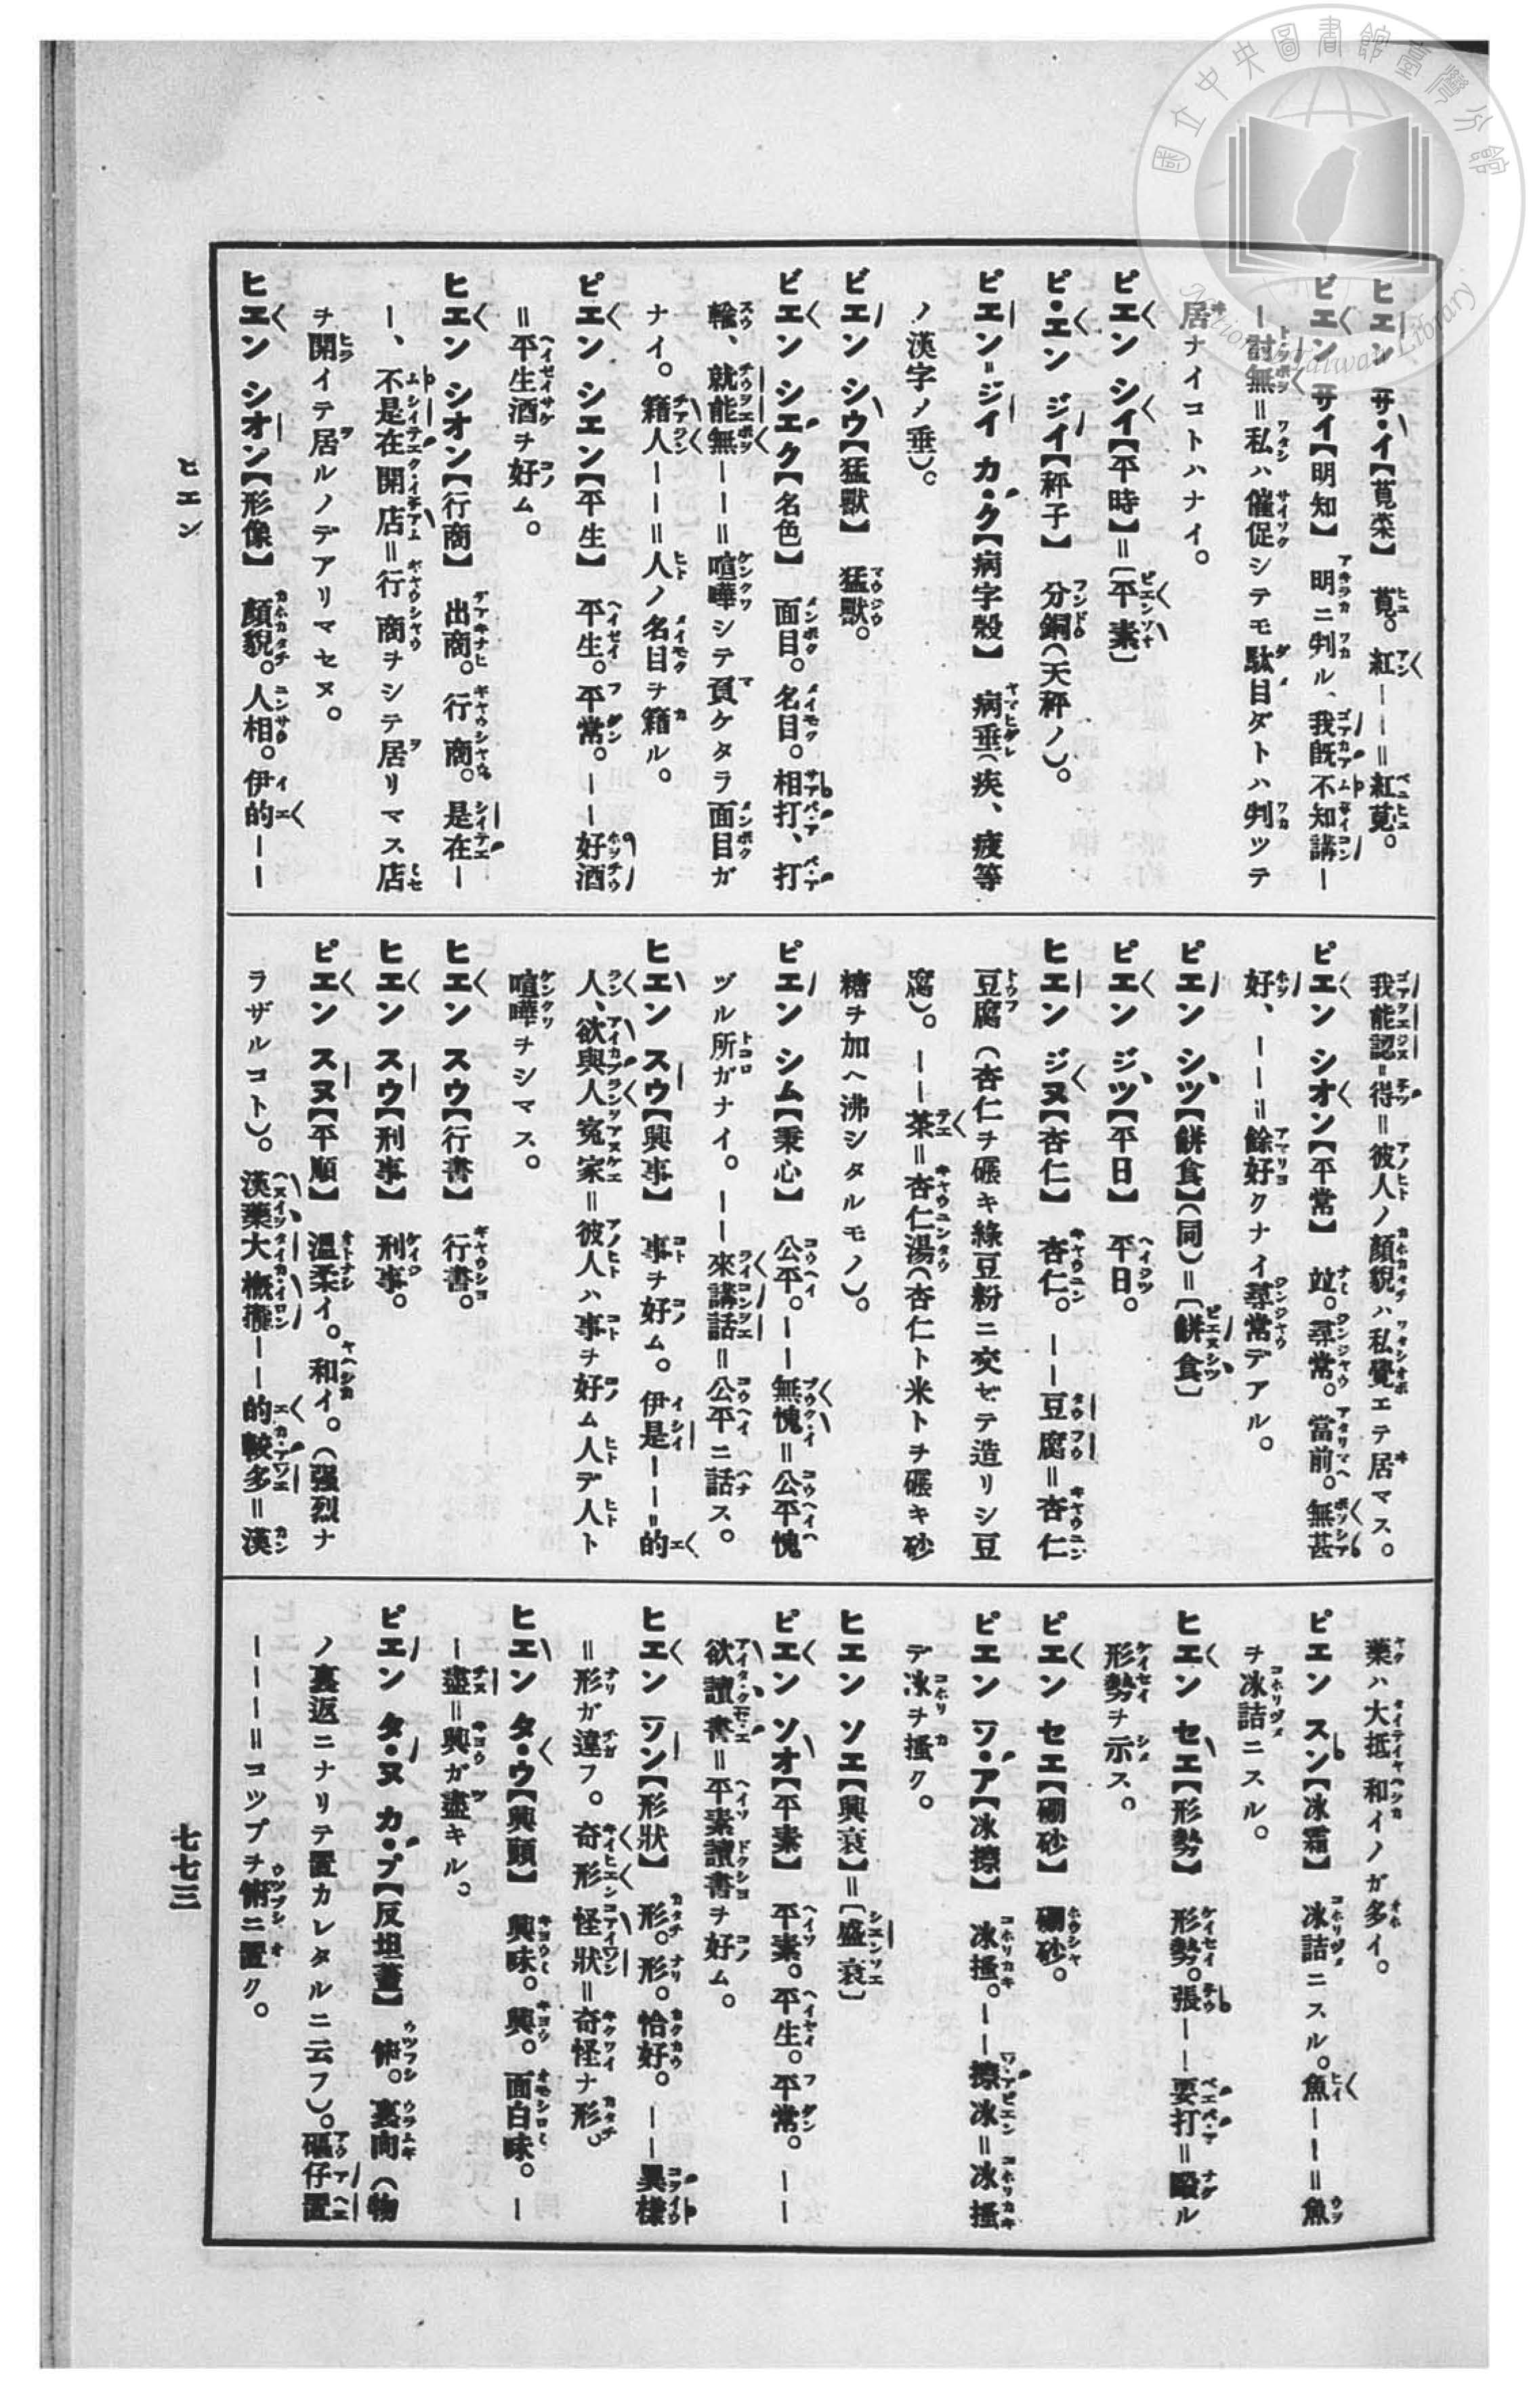 國立中央圖書館臺灣分館
National Taiwan Library
ヒエン サ・イ【莧菜】 莧。紅ーー=紅莧。
ビエン サイ【明知】 明ニ判ル、我既不知講ー
ー討無=私ハ催促シテモ駄目ダトハ判ツテ
居ナイコトハナイ。
ピエン シイ【平時】=〔平素〕
ピ・エン ジイ【秤子】 分銅(天秤ノ)。
ピエン=ジイ カ・ク【病字殼】 病垂(疾、疲等
ノ漢字ノ垂)。
ビエン シウ【猛獸】 猛獸。
ビエン シエク【名色】 面目。名目。相打、打
輸、就能無ーー=喧嘩シテ負ケタラ面目ガ
ナイ。籍人ーー=人ノ名目ヲ籍ル。
ピエン シエン【平生】 平生。平常。ーー好酒
=平生酒ヲ好ム。
ヒエン シオン【行商】 出商。行商。是在ー
ー、不是在開店=行商ヲシテ居リマス店
ヲ開イテ居ルノデアリマセヌ。
ヒエン シオン【形像】 顏貌。人相。伊的ーー
我能認=得=彼人ノ顏貌ハ私覺エテ居マス。
ピエン シオン【平常】 竝。尋常。當前。無甚
好、ーー=餘好クナイ尋常デアル。
ピエン シツ【餅食】(同)=〔餅食〕
ピエン ジツ【平日】 平日。
ヒエン ジヌ【杏仁】 杏仁。ーー豆腐=杏仁
豆腐(杏仁ヲ碾キ綠豆粉ニ交ゼテ造リシ豆
腐)。ーー茶=杏仁湯(杏仁ト米トヲ碾キ砂
糖ヲ加ヘ沸シタルモノ)。
ピエン シム【秉心】 公平。ーー無愧=公平愧
ヅル所ガナイ。ーー來講話=公平ニ話ス。
ヒエン スウ【興事】 事ヲ好ム。伊是ーー=的
人、欲與人寃家=彼人ハ事ヲ好ム人デ人ト
喧嘩ヲシマス。
ヒエン スウ【行書】 行書。
ヒエン スウ【刑事】 刑事。
ピエン スヌ【平順】 溫柔イ。和イ。(强烈ナ
ラザルコト)。漢藥大概攏ーー的較多=漢
藥ハ大抵和イノガ多イ。
ピエン スン【冰霜】 冰詰ニスル。魚ーー=魚
ヲ冰詰ニスル。
ヒエン セエ【形勢】 形勢。張ーー要打=毆ル
形勢ヲ示ス。
ピエン セエ【硼砂】 硼砂。
ピエン ソ・ア【冰擦】 冰搔。ーー擦冰=冰搔
デ冰ヲ搔ク。
ヒエン ソエ【興衰】=〔盛衰〕
ピエン ソオ【平素】 平素。平生。平常。ーー
欲讀書=平素讀書ヲ好ム。
ヒエン ソン【形狀】 形。形。恰好。ーー異樣
=形ガ違フ。奇形怪狀=奇怪ナ形。
ヒエン タ・ウ【興頭】 興味。興。面白味。ー
ー盡=興ガ盡キル。
ピエン タ・ヌ カ・プ【反坦蓋】 俯。裏向(物
ノ裏返ニナリテ置カレタルニ云フ)。甌仔置
ーーー=コツプヲ俯ニ置ク。
ヒエン
七七三